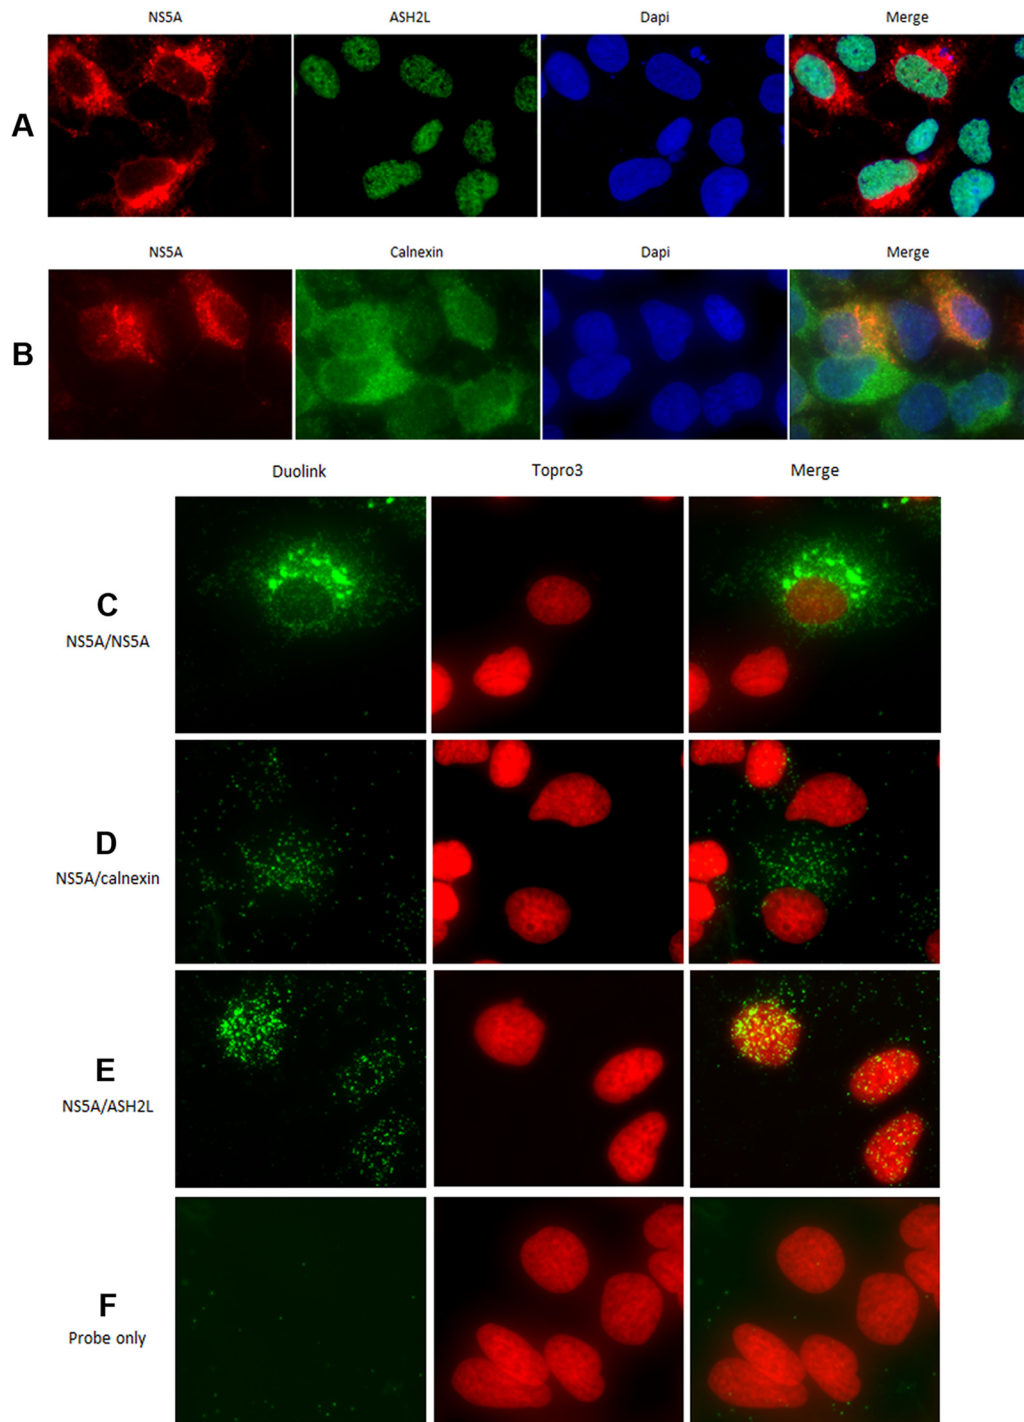 NS5A ASH2L Dapi Merge
A
NS5A Calnexin Dapi Merge
B
Duolink Topro3 Merge
C
NS5A/NS5A
D
NS5A/calnexin
E
NS5A/ASH2L
F
Probe only